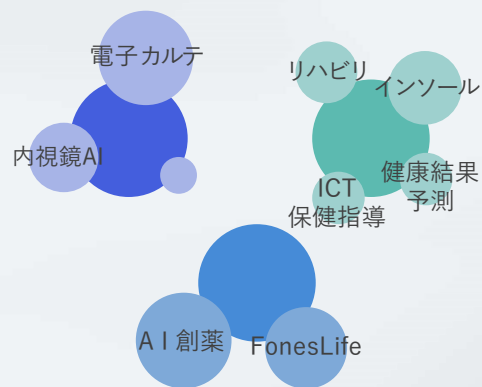 電子カルテ
内視鏡AI
リハビリ
インソール
ICT
保健指導
健康結果
予測
AI創薬
FonesLife